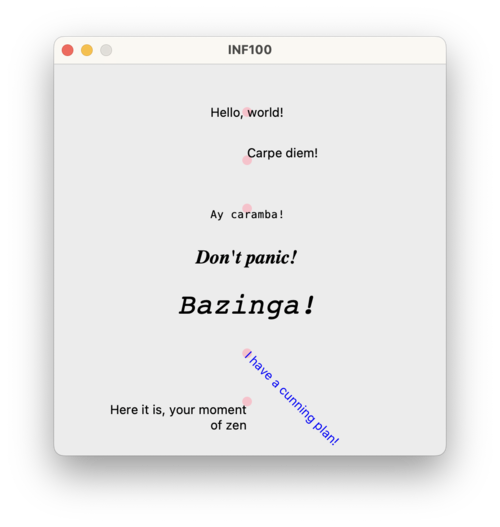 INF100
Hello, world!
Carpe diem!
Ay caramba!
Don't panic!
Bazinga!
I have a cunning plan!
Here it is, your moment
of zen